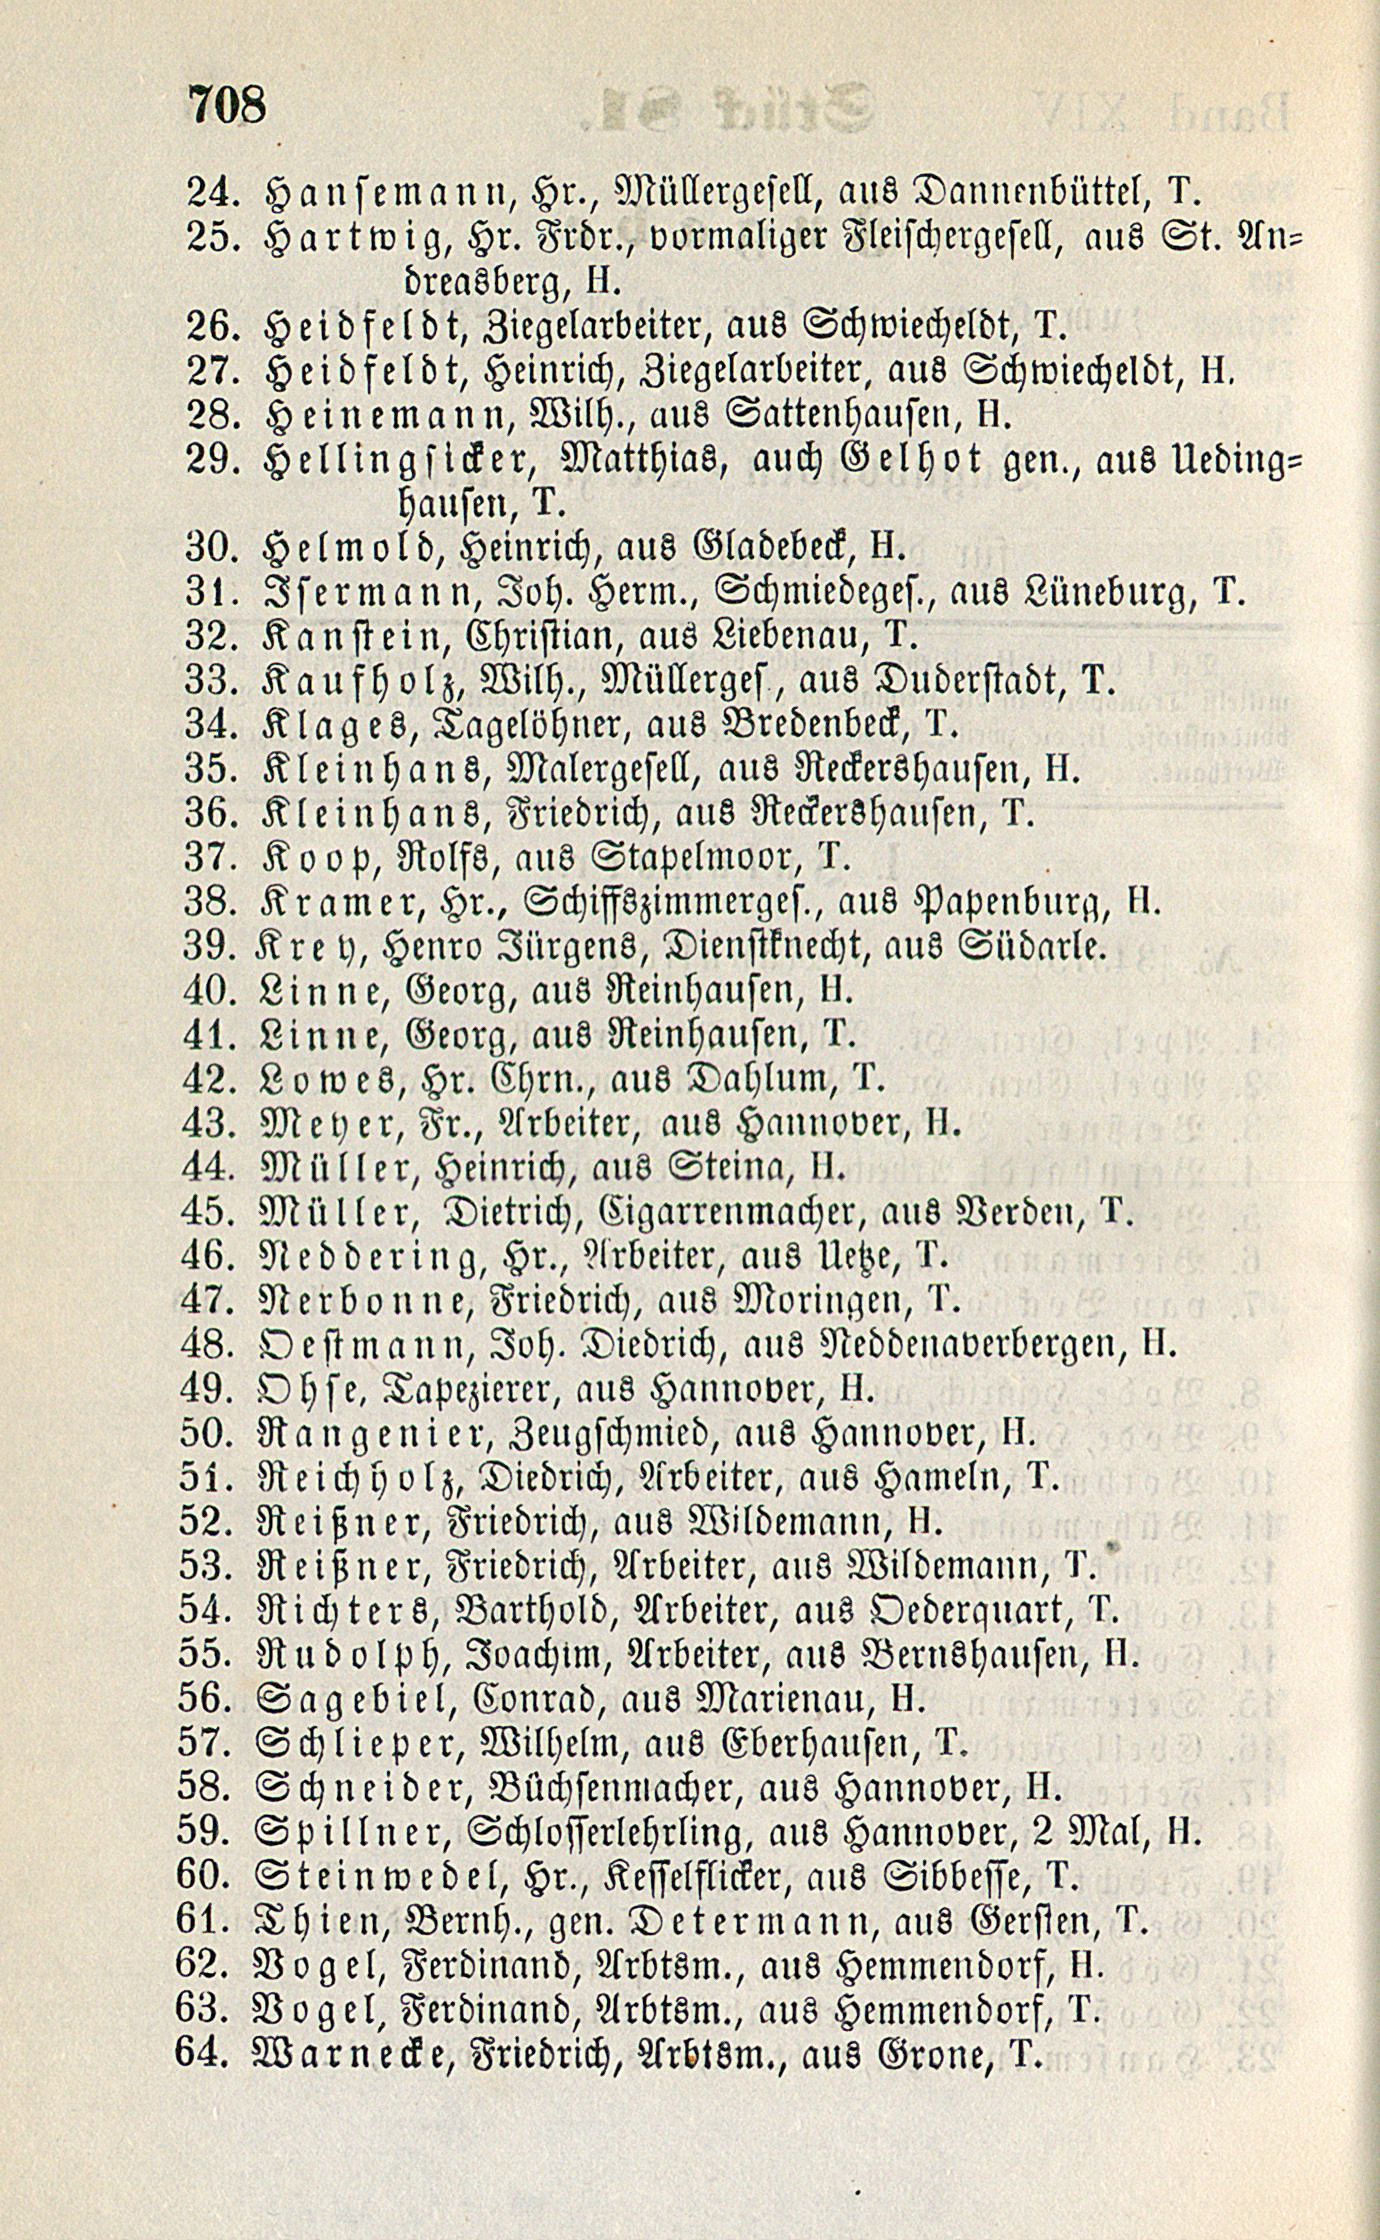 708
24. Hansemann, Hr., Müllergesell, aus Dannenbüttel, T.
25. Hartwig, Hr. Frdr., vormaliger Fleischergesell, aus St. An-
dreasberg, H.
26. Heidfeldt, Ziegelarbeiter, aus Schwiecheldt, T.
27. Heidfeldt, Heinrich, Ziegelarbeiter, aus Schwiecheldt, H.
28. Heinemann, Wilh., aus Sattenhausen, H.
29. Hellingsicker, Matthias, auch Gelhot gen., aus Ueding-
hausen, T.
30. Helmold, Heinrich, aus Gladebeck, H.
31. Isermann, Joh. Herm., Schmiedeges., aus Lüneburg, T.
32. Kanstein, Christian, aus Liebenau, T.
33. Kaufholz, Wilh., Müllerges., aus Duderstadt, T.
34. Klages, Tagelöhner, aus Bredenbeck, T.
35. Kleinhans, Malergesell, aus Reckershausen, H.
36. Kleinhans, Friedrich, aus Reckershausen, T.
37. Koop, Rolfs, aus Stapelmoor, T.
38. Kramer, Hr., Schiffszimmerges., aus Papenburg, H.
39. Krey, Henro Jürgens, Dienstknecht, aus Südarle.
40. Linne, Georg, aus Reinhausen, H.
41. Linne, Georg, aus Reinhausen, T.
42. Lowes, Hr. Chrn., aus Dahlum, T.
43. Meyer, Fr., Arbeiter, aus Hannover, H.
44. Müller, Heinrich, aus Steina, H.
45. Müller, Dietrich, Cigarrenmacher, aus Verden, T.
46. Neddering, Hr., Arbeiter, aus Uetze, T.
47. Nerbonne, Friedrich, aus Moringen, T.
48. Oestmann, Joh. Diedrich, aus Neddenaverbergen, H.
49. Ohse, Tapezierer, aus Hannover, H.
50. Rangenier, Zeugschmied, aus Hannover, H.
51. Reichholz, Diedrich, Arbeiter, aus Hameln, T.
52. Reißner, Friedrich, aus Wildemann, H.
53. Reißner, Friedrich, Arbeiter, aus Wildemann, T.
54. Richters, Barthold, Arbeiter, aus Oederquart, T.
55. Rudolph, Joachim, Arbeiter, aus Bernshausen, H.
56. Sagebiel, Conrad, aus Marienau, H.
57. Schlieper, Wilhelm, aus Eberhausen, T.
58. Schneider, Büchsenmacher, aus Hannover, H.
59. Spillner, Schlosserlehrling, aus Hannover, 2 Mal, H.
60. Steinwedel, Hr., Kesselflicker, aus Sibbesse, T.
61. Thien, Bernh., gen. Determann, aus Gersten, T.
62. Vogel, Ferdinand, Arbtsm., aus Hemmendorf, H.
63. Vogel, Ferdinand, Arbtsm., aus Hemmendorf, T.
64. Warnecke, Friedrich, Arbtsm., aus Grone, T.